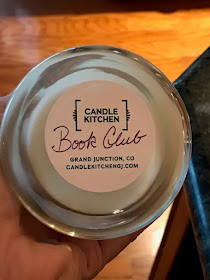 CANDLE
KITCHEN
Book Club
GRAND JUNCTION, CO
CANDLEKITCHENGJ.COM